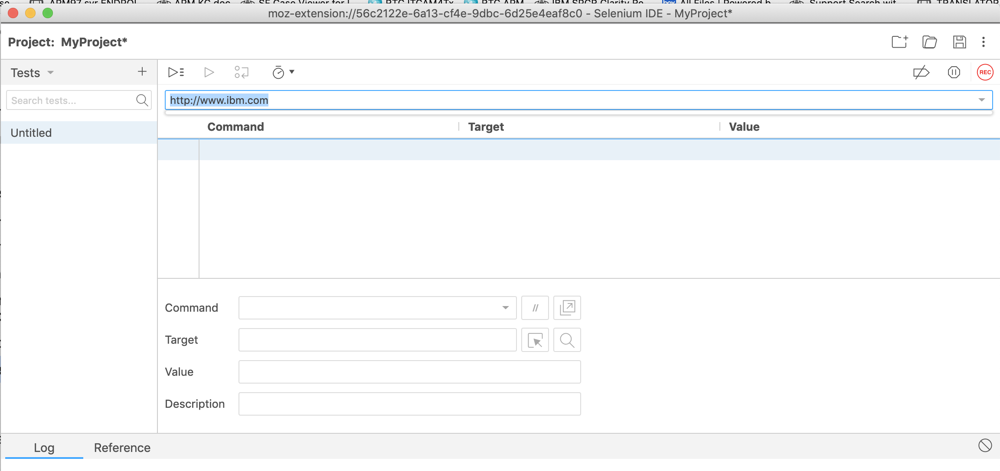 moz-extension://56c2122e-6a13-cf4e-9dbc-6d25e4eaf8c0 - Selenium IDE - MyProject*
Project: MyProject*
Tests
REC
Search tests...
http://www.ibm.com
Command Target Value
Untitled
Command //
Target
Value
Description
Log Reference